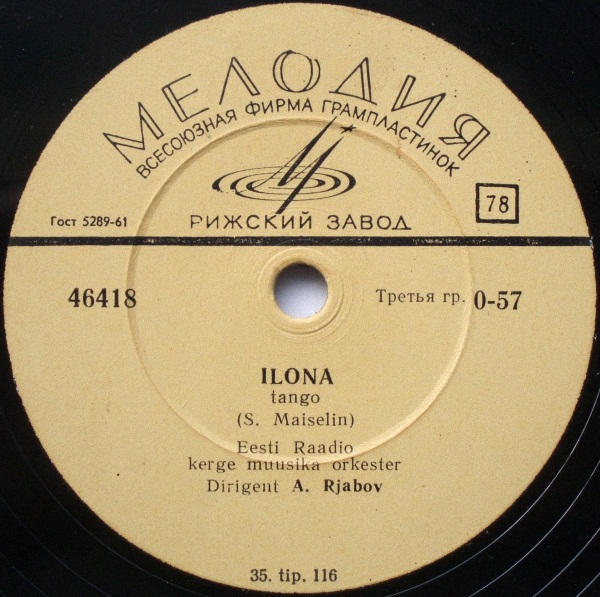 МЕЛОДИЯ
ВСЕСОЮЗНАЯ ФИРМА ГРАМПЛАСТИНОК
РИЖСКИЙ ЗАВОД
Гост 5289-61
78
46418
Третья гр. 0-57
ILONA
tango
(S. Maiselin)
Eesti Raadio
kerge muusika orkester
Dirigent A. Rjabov
35. tip. 116